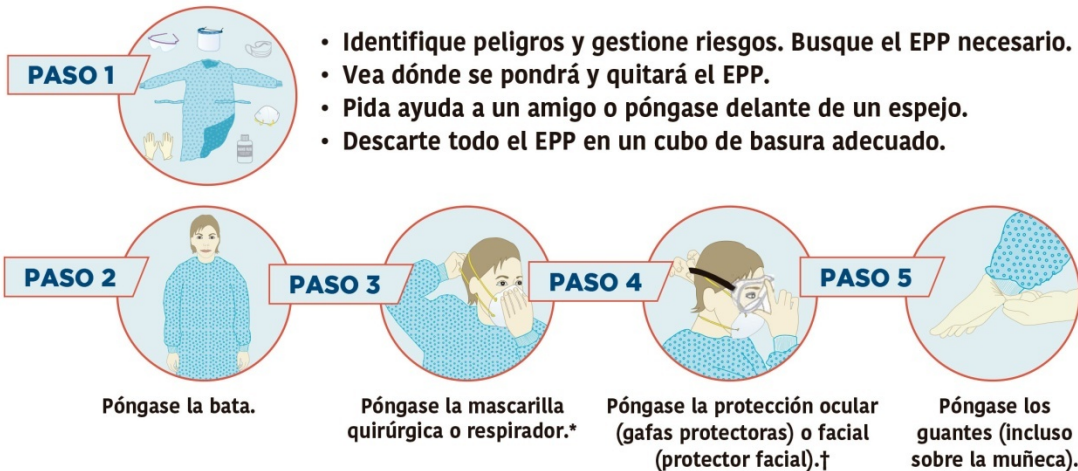 PASO 1
• Identifique peligros y gestione riesgos. Busque el EPP necesario.
• Vea dónde se pondrá y quitará el EPP.
• Pida ayuda a un amigo o póngase delante de un espejo.
• Descarte todo el EPP en un cubo de basura adecuado.
PASO 2
Póngase la bata.
PASO 3
Póngase la mascarilla
quirúrgica o respirador.*
PASO 4
Póngase la protección ocular
(gafas protectoras) o facial
(protector facial).†
PASO 5
Póngase los
guantes (incluso
sobre la muñeca).